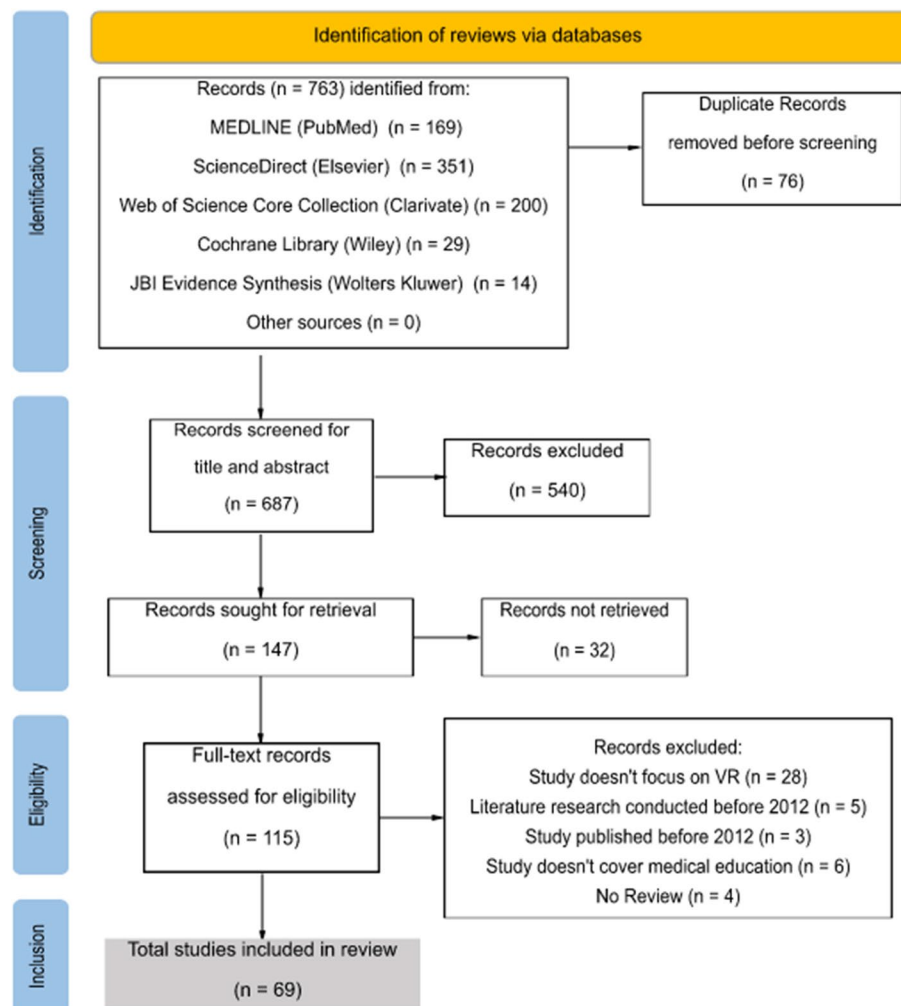 Identification of reviews via databases
Identification
Records (n = 763) identified from:
MEDLINE (PubMed) (n = 169)
ScienceDirect (Elsevier) (n = 351)
Web of Science Core Collection (Clarivate) (n = 200)
Cochrane Library (Wiley) (n = 29)
JBI Evidence Synthesis (Wolters Kluwer) (n = 14)
Other sources (n = 0)
Duplicate Records
removed before screening
(n = 76)
Screening
Records screened for
title and abstract
(n = 687)
Records excluded
(n = 540)
Records sought for retrieval
(n = 147)
Records not retrieved
(n = 32)
Eligibility
Full-text records
assessed for eligibility
(n = 115)
Records excluded:
Study doesn't focus on VR (n = 28)
Literature research conducted before 2012 (n = 5)
Study published before 2012 (n = 3)
Study doesn't cover medical education (n = 6)
No Review (n = 4)
Inclusion
Total studies included in review
(n = 69)